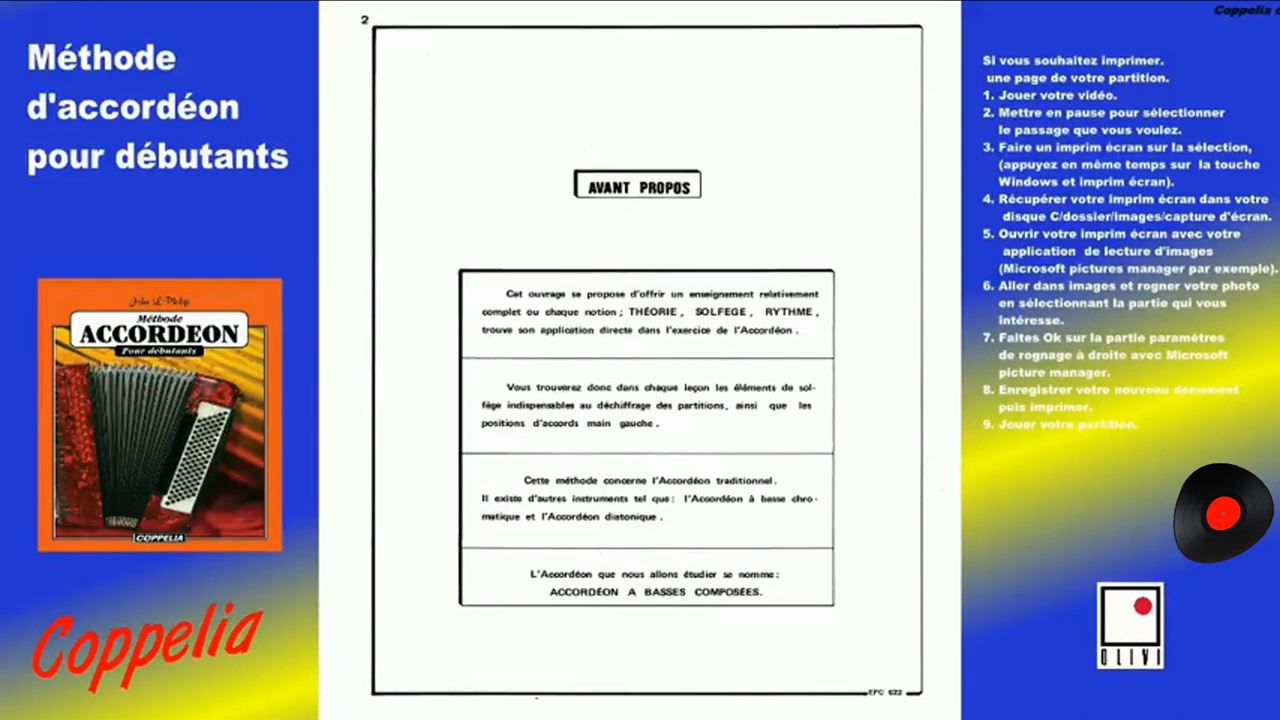 Méthode
d'accordéon
pour débutants
John L. Philip
Méthode
ACCORDEON
Pour débutants
COPPELIA
Coppelia
2
AVANT PROPOS
Cet ouvrage se propose d'offrir un enseignement relativement
complet ou chaque notion ; THÉORIE , SOLFEGE , RYTHME ,
trouve son application directe dans l'exercice de l'Accordéon .
Vous trouverez donc dans chaque leçon les éléments de sol-
fège indispensables au déchiffrage des partitions, ainsi que les
positions d'accords main gauche .
Cette méthode concerne l'Accordéon traditionnel.
Il existe d'autres instruments tel que : l'Accordéon à basse chro-
matique et l'Accordéon diatonique .
L'Accordéon que nous allons étudier se nomme :
ACCORDÉON A BASSES COMPOSÉES.
EPC 622
Coppelia
Si vous souhaitez imprimer.
une page de votre partition.
1. Jouer votre vidéo.
2. Mettre en pause pour sélectionner
le passage que vous voulez.
3. Faire un imprim écran sur la sélection,
(appuyez en même temps sur la touche
Windows et imprim écran).
4. Récupérer votre imprim écran dans votre
disque C/dossier/images/capture d'écran.
5. Ouvrir votre imprim écran avec votre
application de lecture d'images
(Microsoft pictures manager par exemple).
6. Aller dans images et rogner votre photo
en sélectionnant la partie qui vous
intéresse.
7. Faites Ok sur la partie paramétres
de rognage à droite avec Microsoft
picture manager.
8. Enregistrer votre nouveau document
puis imprimer.
9. Jouer votre partition.
OLIVI